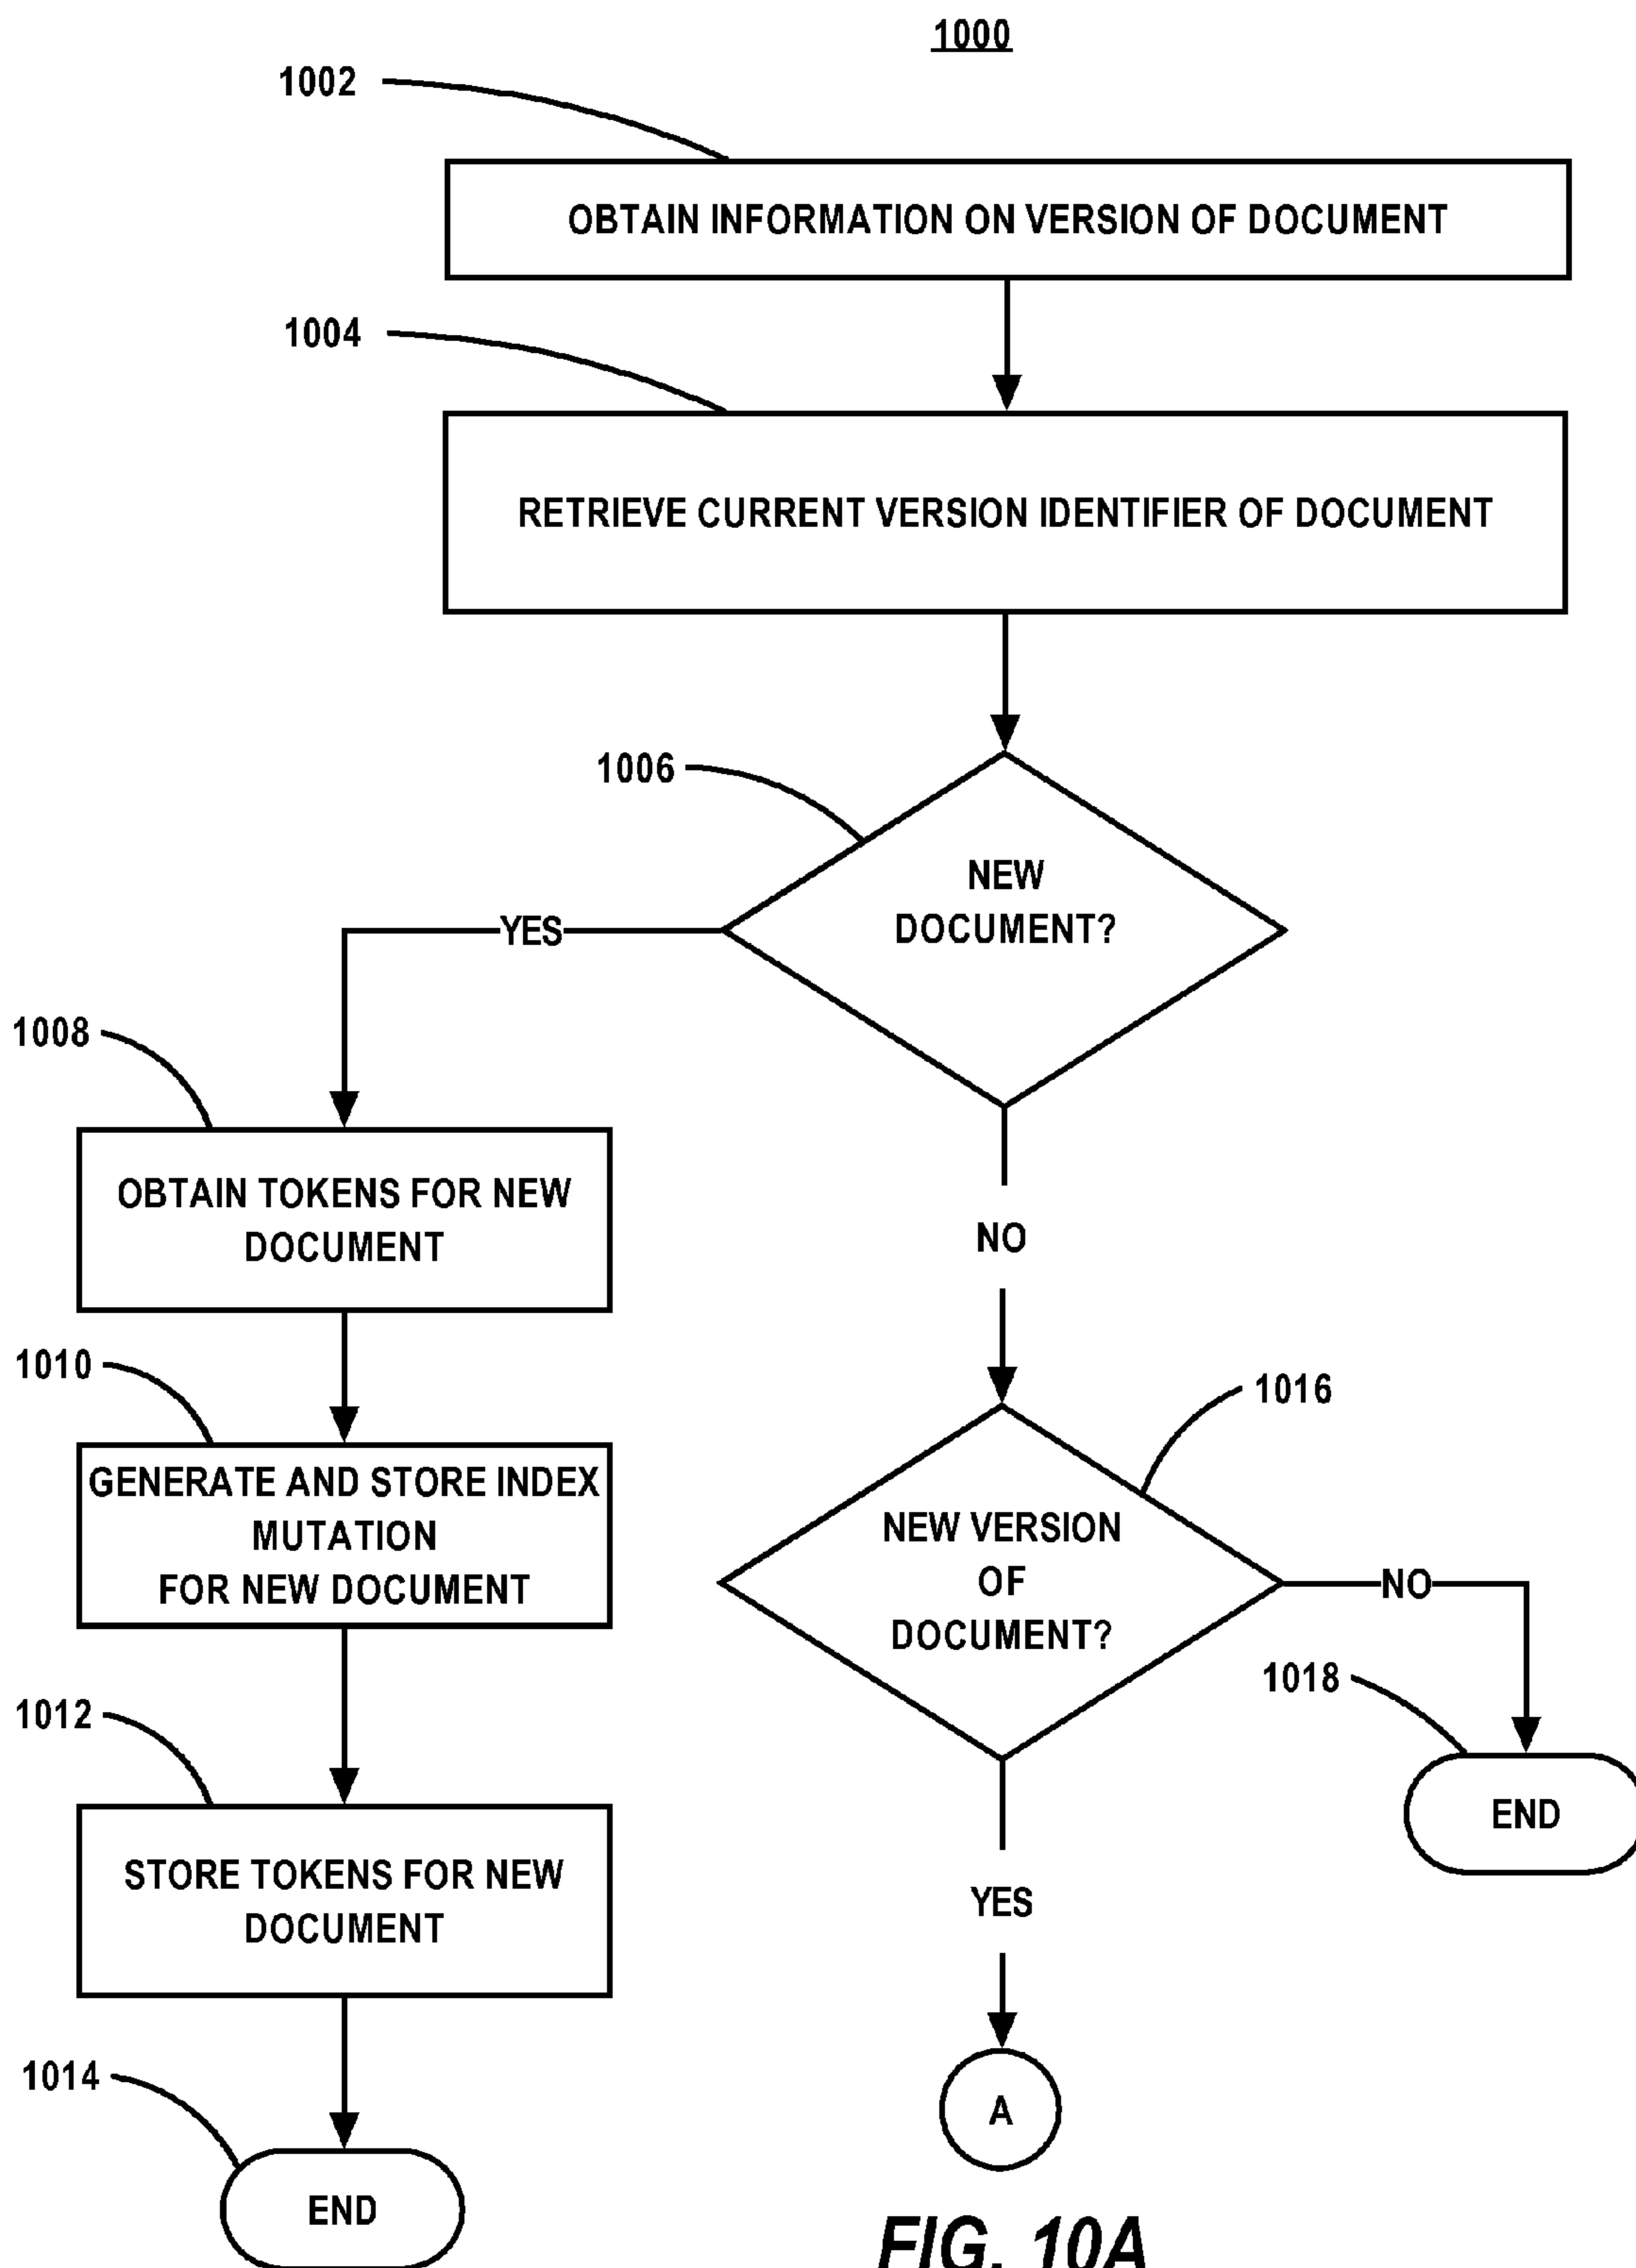 1000
1002
OBTAIN INFORMATION ON VERSION OF DOCUMENT
1004
RETRIEVE CURRENT VERSION IDENTIFIER OF DOCUMENT
1006
NEW
DOCUMENT?
YES
1008
OBTAIN TOKENS FOR NEW
DOCUMENT
NO
1010
GENERATE AND STORE INDEX
MUTATION
FOR NEW DOCUMENT
1016
NEW VERSION
OF
DOCUMENT?
NO
1018
END
1012
STORE TOKENS FOR NEW
DOCUMENT
YES
1014
END
A
FIG. 10A